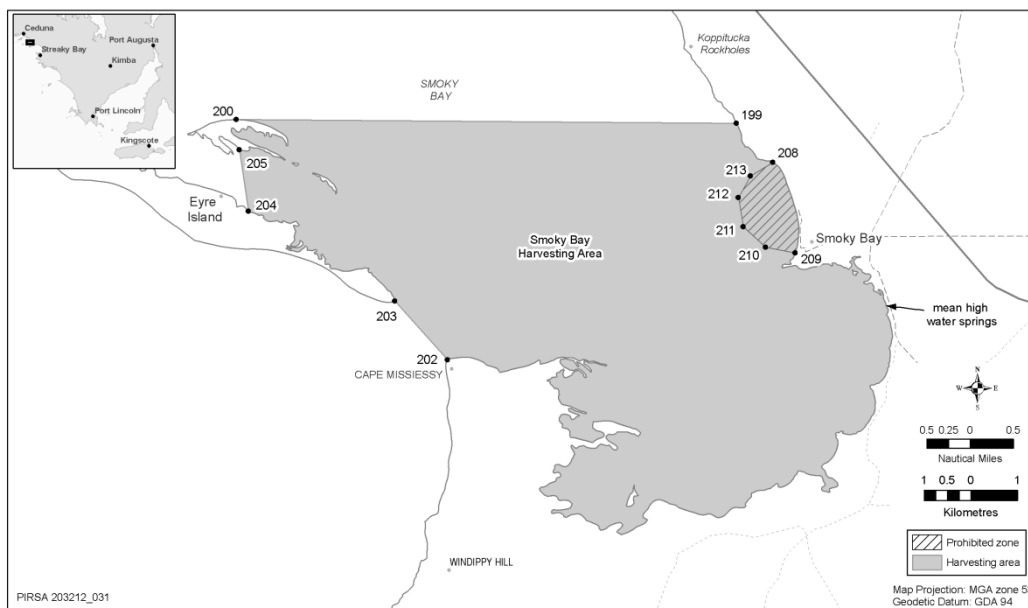 Ceduna
Port Augusta
Streaky Bay
Kimba
Port Lincoln
Kingscote
Koppitucka
Rockholes
SMOKY
BAY
200
199
205
208
213
212
204
Eyre
Island
211
Smoky Bay
Harvesting Area
Smoky Bay
210
209
203
mean high
water springs
202
CAPE MISSIESSY
N
W E
S
0.5 0.25 0 0.5
Nautical Miles
1 0.5 0 1
Kilometres
Prohibited zone
Harvesting area
WINDIPPY HILL
PIRSA 203212_031
Map Projection: MGA zone 5
Geodetic Datum: GDA 94